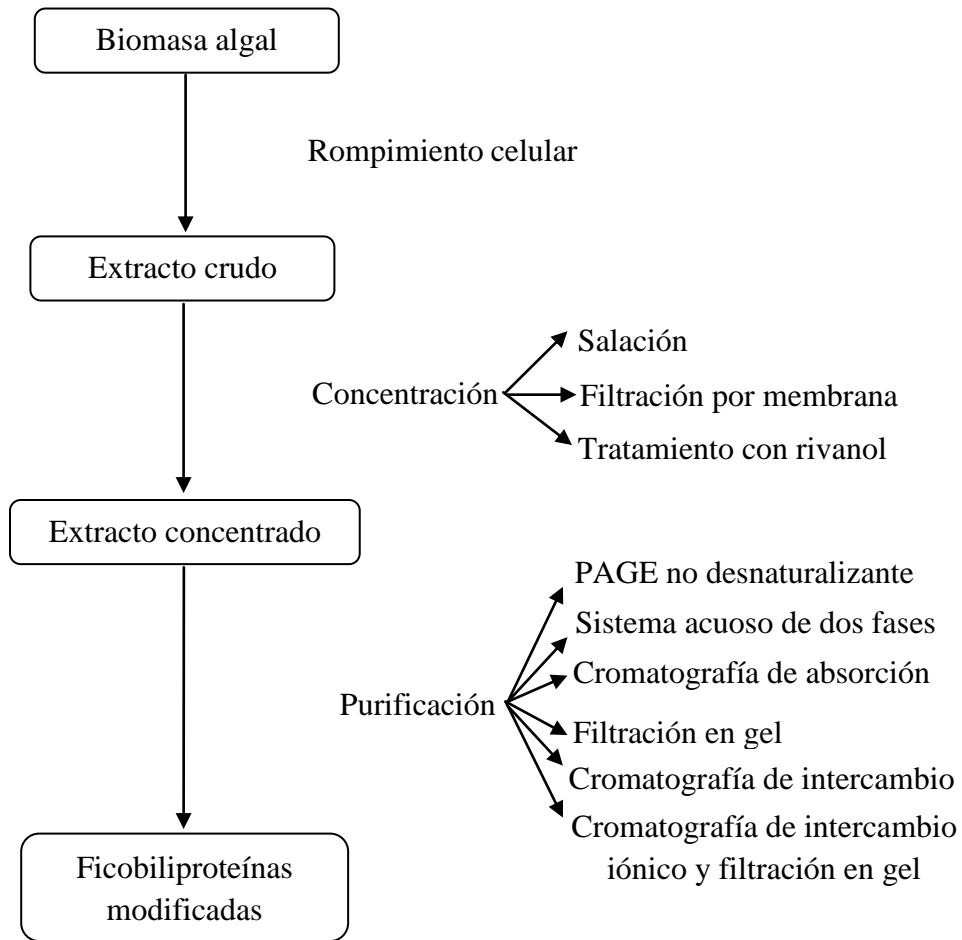 Biomasa algal
Rompimiento celular
Extracto crudo
Salación
Concentración
Filtración por membrana
Tratamiento con rivanol
Extracto concentrado
PAGE no desnaturalizante
Sistema acuoso de dos fases
Cromatografía de absorción
Purificación
Filtración en gel
Cromatografía de intercambio
Cromatografía de intercambio
iónico y filtración en gel
Ficobiliproteínas
modificadas